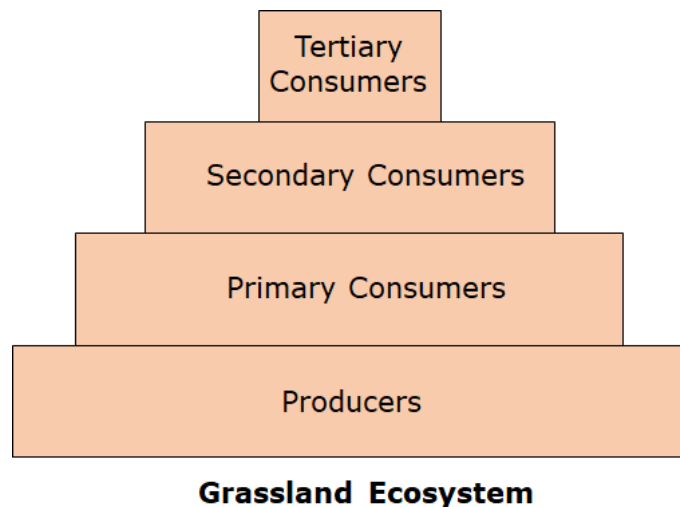 Tertiary
Consumers
Secondary Consumers
Primary Consumers
Producers
Grassland Ecosystem